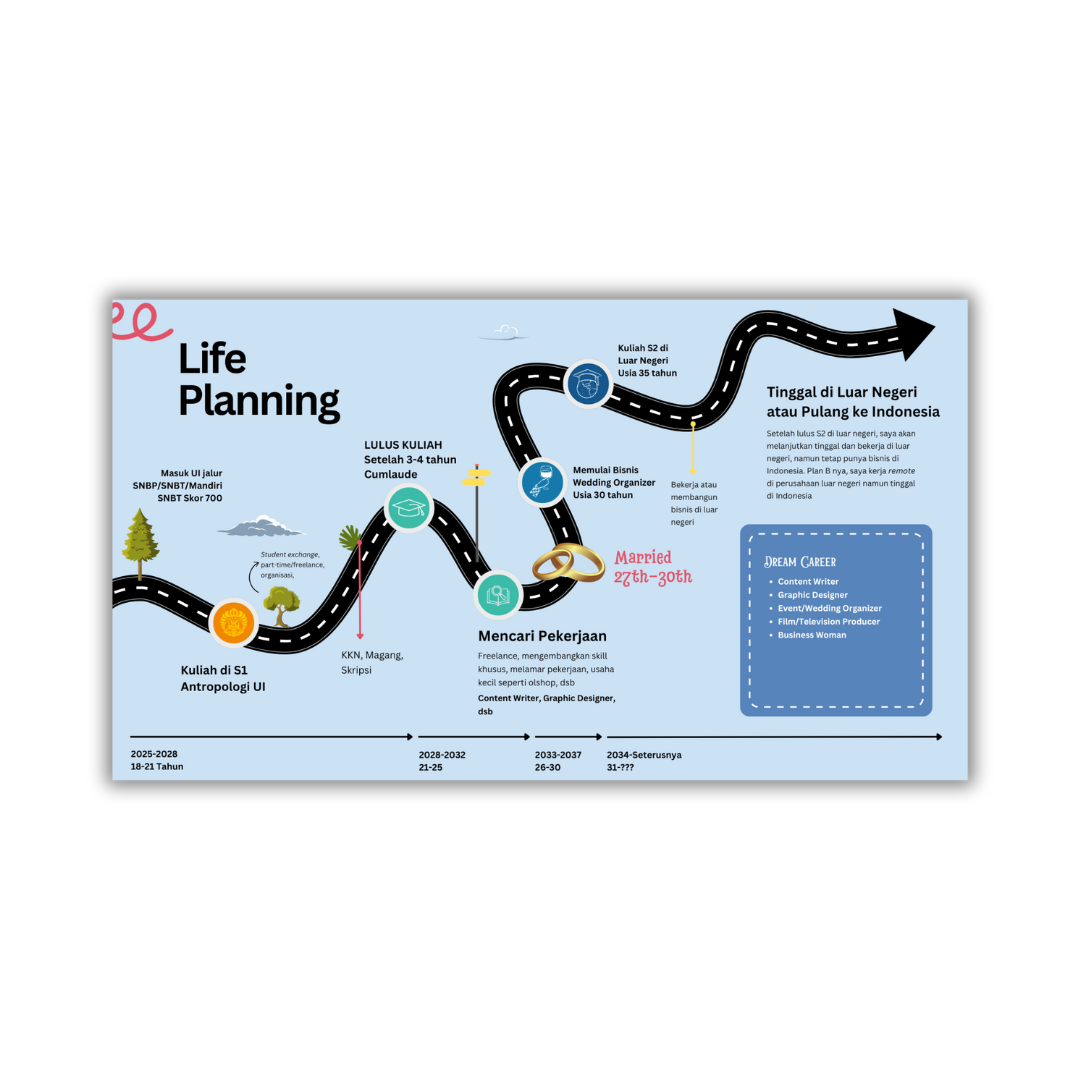 Life
Planning
Masuk UI jalur
SNBP/SNBT/Mandiri
SNBT Skor 700
Student exchange,
part-time/freelance,
organisasi,
Kuliah di S1
Antropologi UI
KKN, Magang,
Skripsi
LULUS KULIAH
Setelah 3-4 tahun
Cumlaude
Mencari Pekerjaan
Freelance, mengembangkan skill
khusus, melamar pekerjaan, usaha
kecil seperti olshop, dsb
Content Writer, Graphic Designer,
dsb
Married
27th-30th
Memulai Bisnis
Wedding Organizer
Usia 30 tahun
Kuliah S2 di
Luar Negeri
Usia 35 tahun
Bekerja atau
membangun
bisnis di luar
negeri
Tinggal di Luar Negeri
atau Pulang ke Indonesia
Setelah lulus S2 di luar negeri, saya akan
melanjutkan tinggal dan bekerja di luar
negeri, namun tetap punya bisnis di
Indonesia. Plan B nya, saya kerja remote
di perusahaan luar negeri namun tinggal
di Indonesia
Dream Career
• Content Writer
• Graphic Designer
• Event/Wedding Organizer
• Film/Television Producer
• Business Woman
2025-2028
18-21 Tahun
2028-2032
21-25
2033-2037
26-30
2034-Seterusnya
31-???